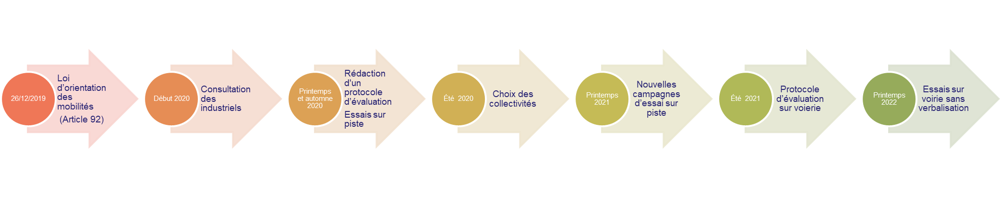 26/12/2019
Loi
d’orientation
des
mobilités
(Article 92)
Début 2020
Consultation
des
industriels
Printemps
et automne
2020
Rédaction
d'un
protocole
d’évaluation
Essais sur
piste
Été 2020
Choix des
collectivités
Printemps
2021
Nouvelles
campagnes
d’essai sur
piste
Été 2021
Protocole
d’évaluation
sur voierie
Printemps
2022
Essais sur
voirie sans
verbalisation